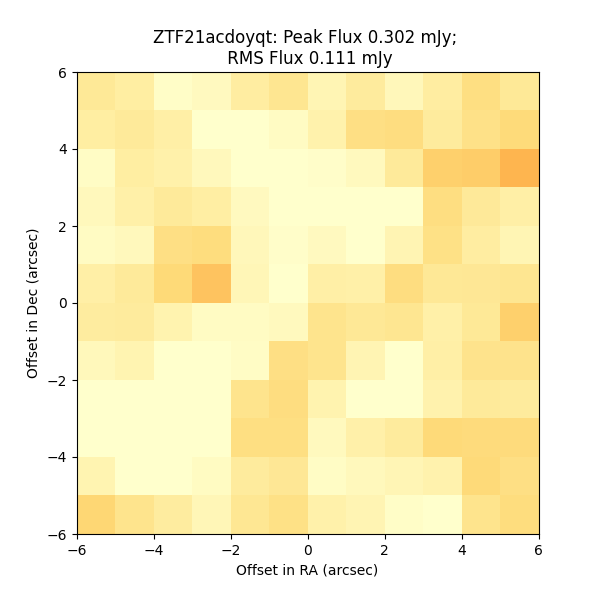 ZTF21acdoyqt: Peak Flux 0.302 mJy;
RMS Flux 0.111 mJy
6
4
2
0
−2
−4
−6
Offset in Dec (arcsec)
−6 −4 −2 0 2 4 6
Offset in RA (arcsec)